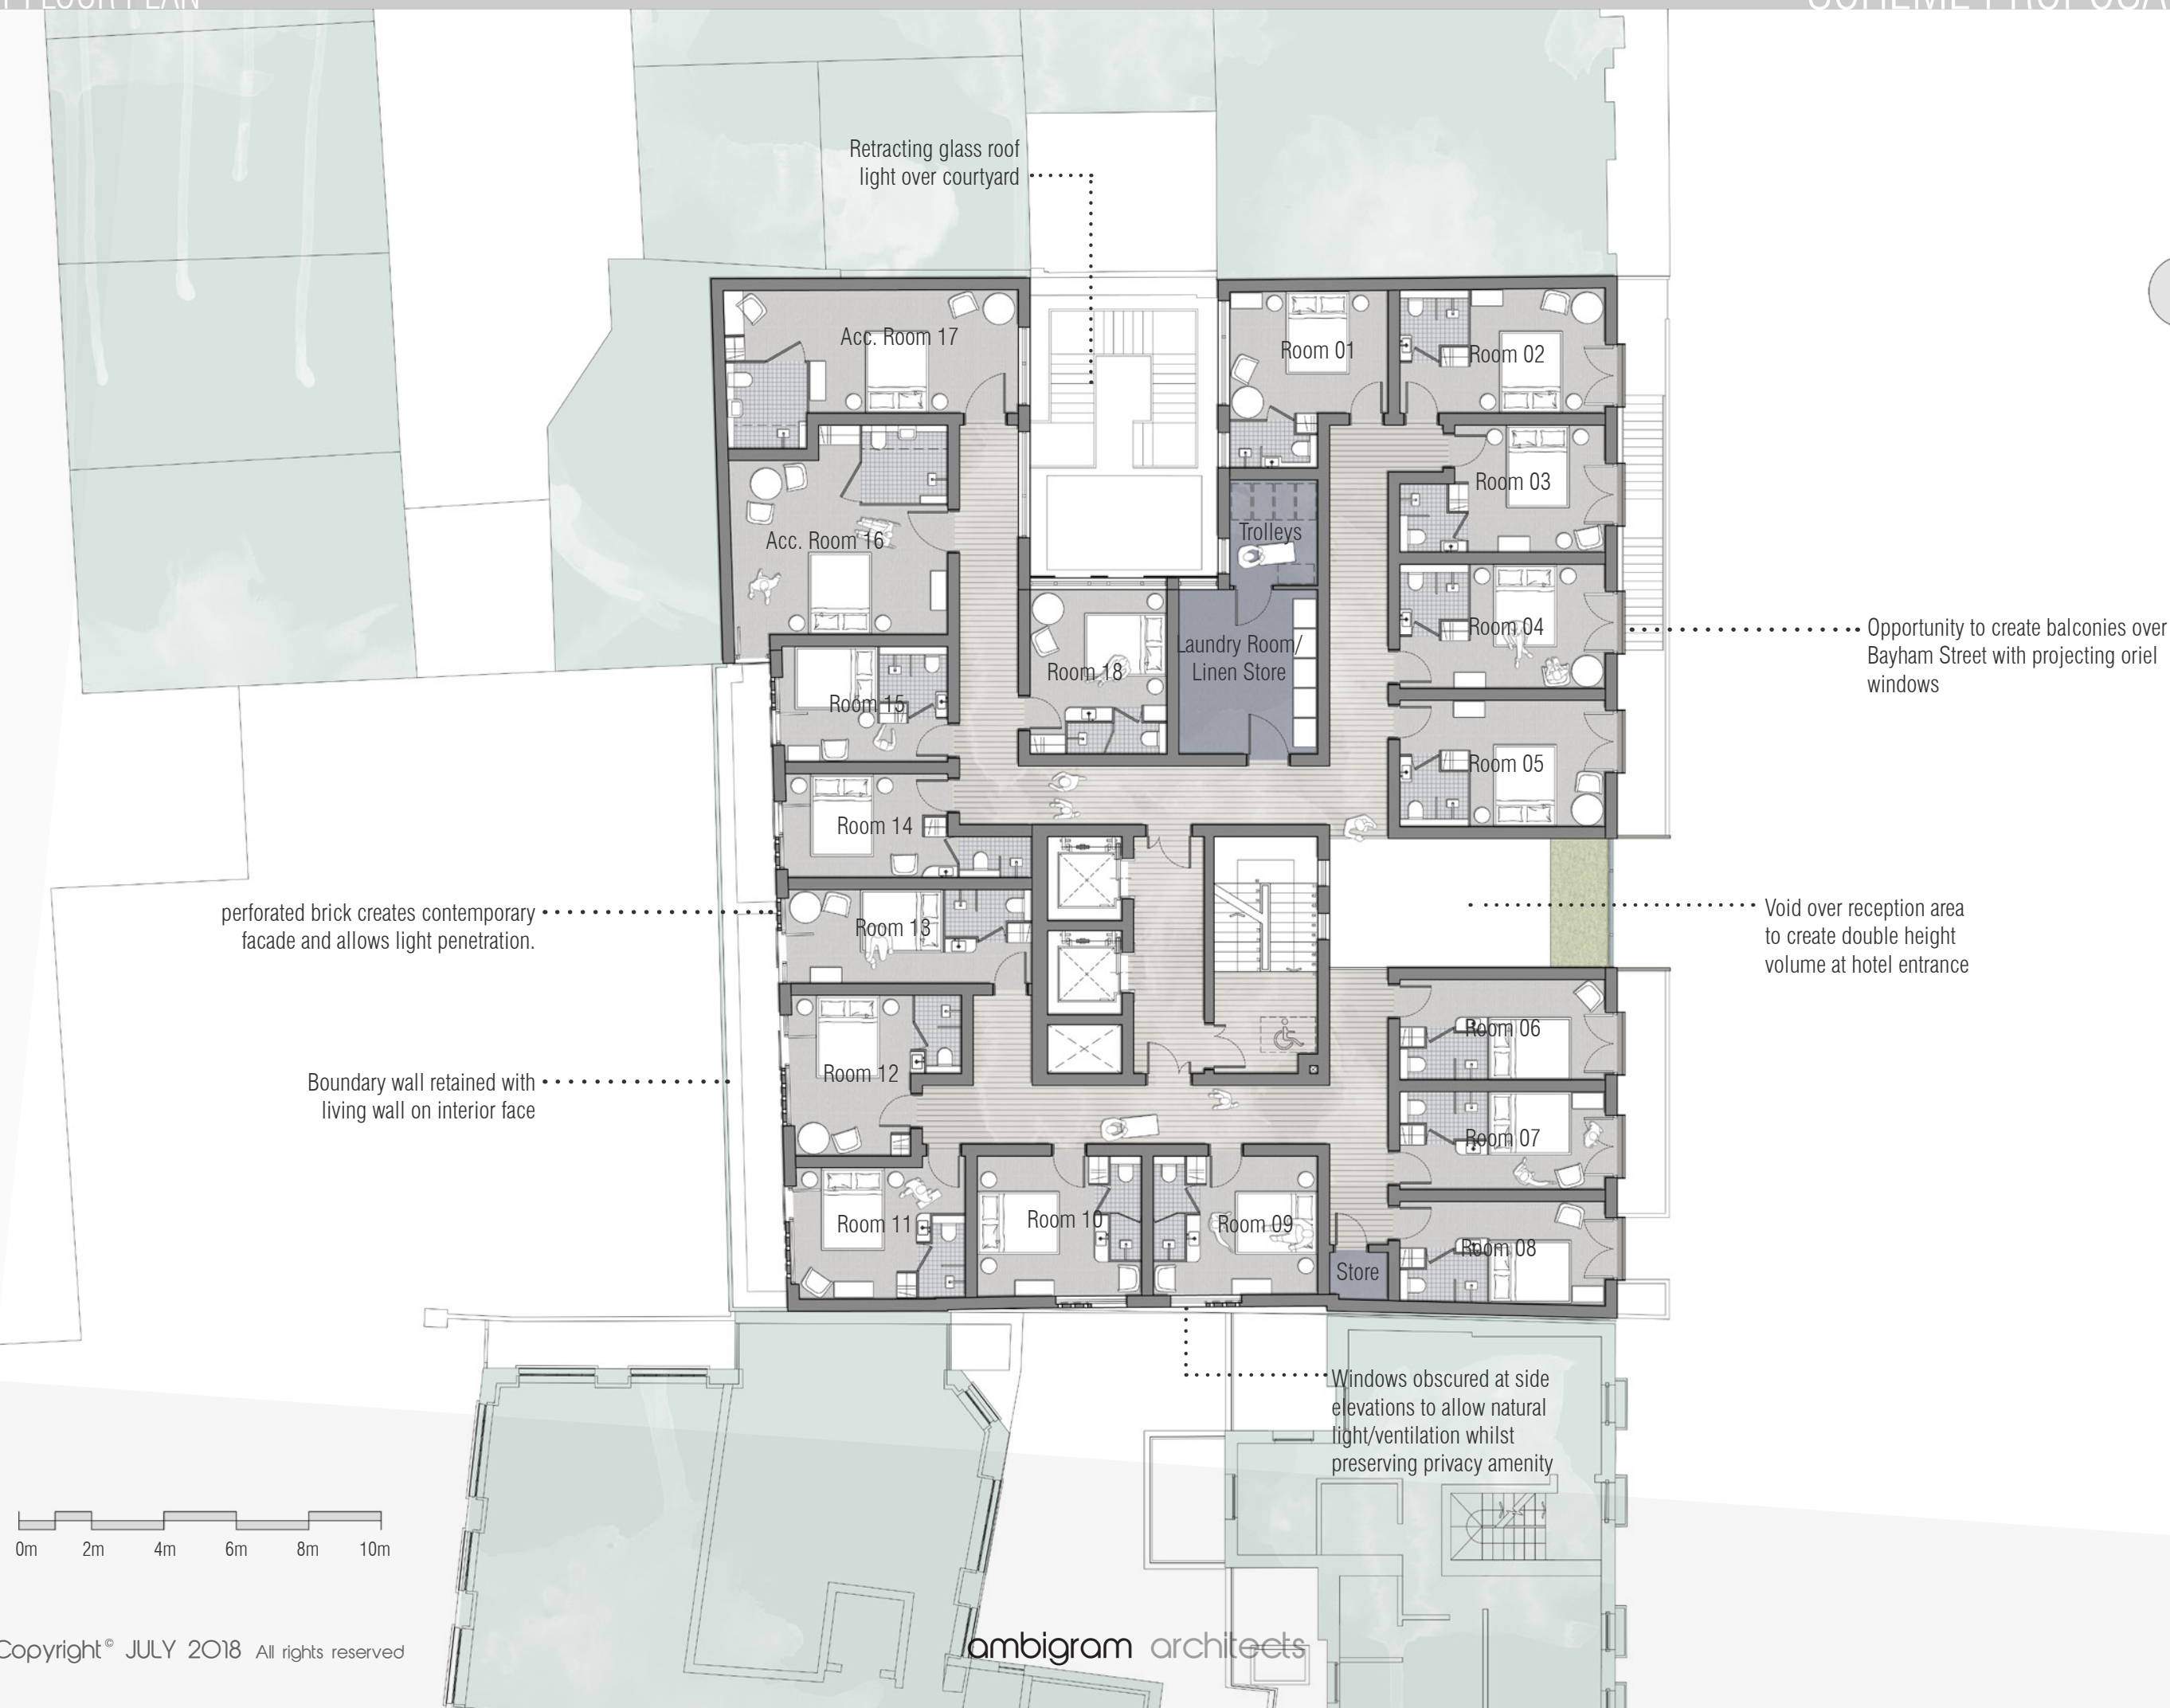 FLOOR PLAN
SCHEME PROPOSA
Retracting glass roof
light over courtyard
Acc. Room 17
Room 01
Room 02
Room 03
Trolleys
Acc. Room 16
Room 04
Opportunity to create balconies over
Bayham Street with projecting oriel
windows
Laundry Room/
Linen Store
Room 18
Room 15
Room 05
Room 14
perforated brick creates contemporary
facade and allows light penetration.
Room 13
Void over reception area
to create double height
volume at hotel entrance
Room 06
Boundary wall retained with
living wall on interior face
Room 12
Room 07
Room 11
Room 10
Room 09
Room 08
Store
Windows obscured at side
elevations to allow natural
light/ventilation whilst
preserving privacy amenity
0m 2m 4m 6m 8m 10m
Copyright© JULY 2018 All rights reserved
ambigram architects